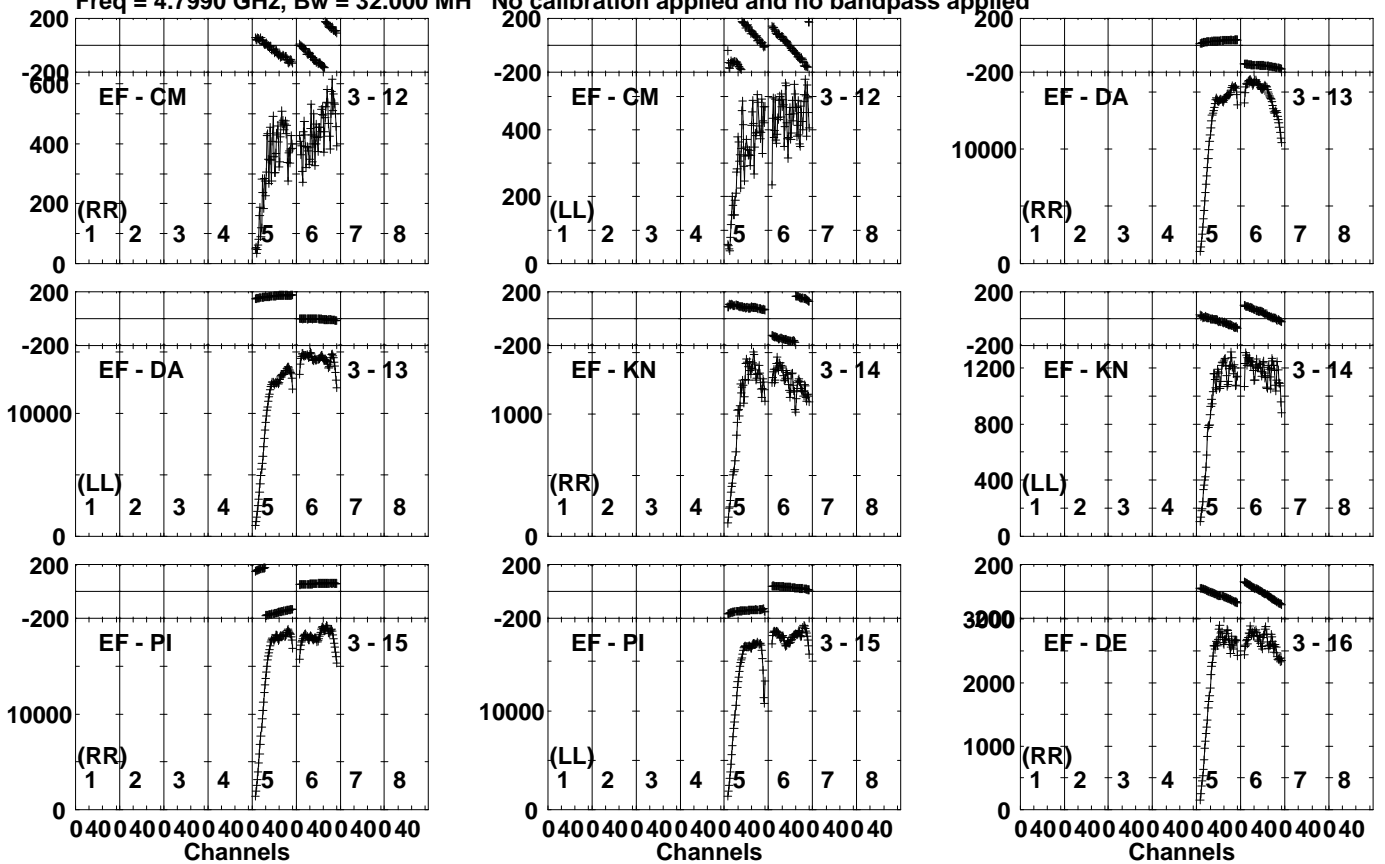 Freq = 4.7990 GHz, Bw = 32.000 MH No calibration applied and no bandpass applied
200
-200
600
400
200
0
EF - CM 3 - 12
(RR)
1 2 3 4 5 6 7 8
200
-200
400
200
0
EF - CM 3 - 12
(LL)
1 2 3 4 5 6 7 8
200
-200
10000
0
EF - DA 3 - 13
(RR)
1 2 3 4 5 6 7 8
200
-200
10000
0
EF - DA 3 - 13
(LL)
1 2 3 4 5 6 7 8
200
-200
1000
0
EF - KN 3 - 14
(RR)
1 2 3 4 5 6 7 8
200
-200
1200
800
400
0
EF - KN 3 - 14
(LL)
1 2 3 4 5 6 7 8
200
-200
10000
0
EF - PI 3 - 15
(RR)
1 2 3 4 5 6 7 8
0 40 0 40 0 40 0 40 0 40 0 40 0 40 0 40
Channels
200
-200
10000
0
EF - PI 3 - 15
(LL)
1 2 3 4 5 6 7 8
0 40 0 40 0 40 0 40 0 40 0 40 0 40 0 40
Channels
200
2000
1000
0
EF - DE 3 - 16
(RR)
1 2 3 4 5 6 7 8
0 40 0 40 0 40 0 40 0 40 0 40 0 40 0 40
Channels